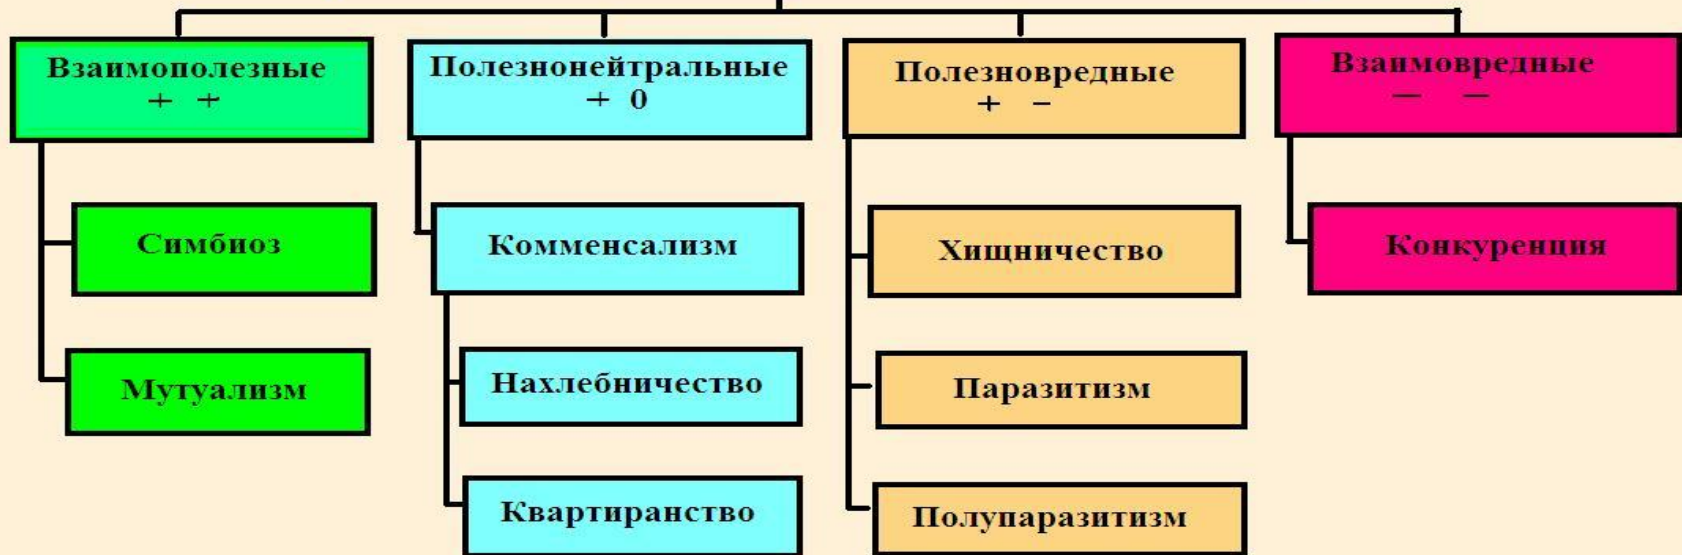 Взаимополезные
+ +
Симбиоз
Мутуализм
Полезнонейтральные
+ 0
Комменсализм
Нахлебничество
Квартиранство
Полезновредные
+ −
Хищничество
Паразитизм
Полупаразитизм
Взаимовредные
— —
Конкуренция